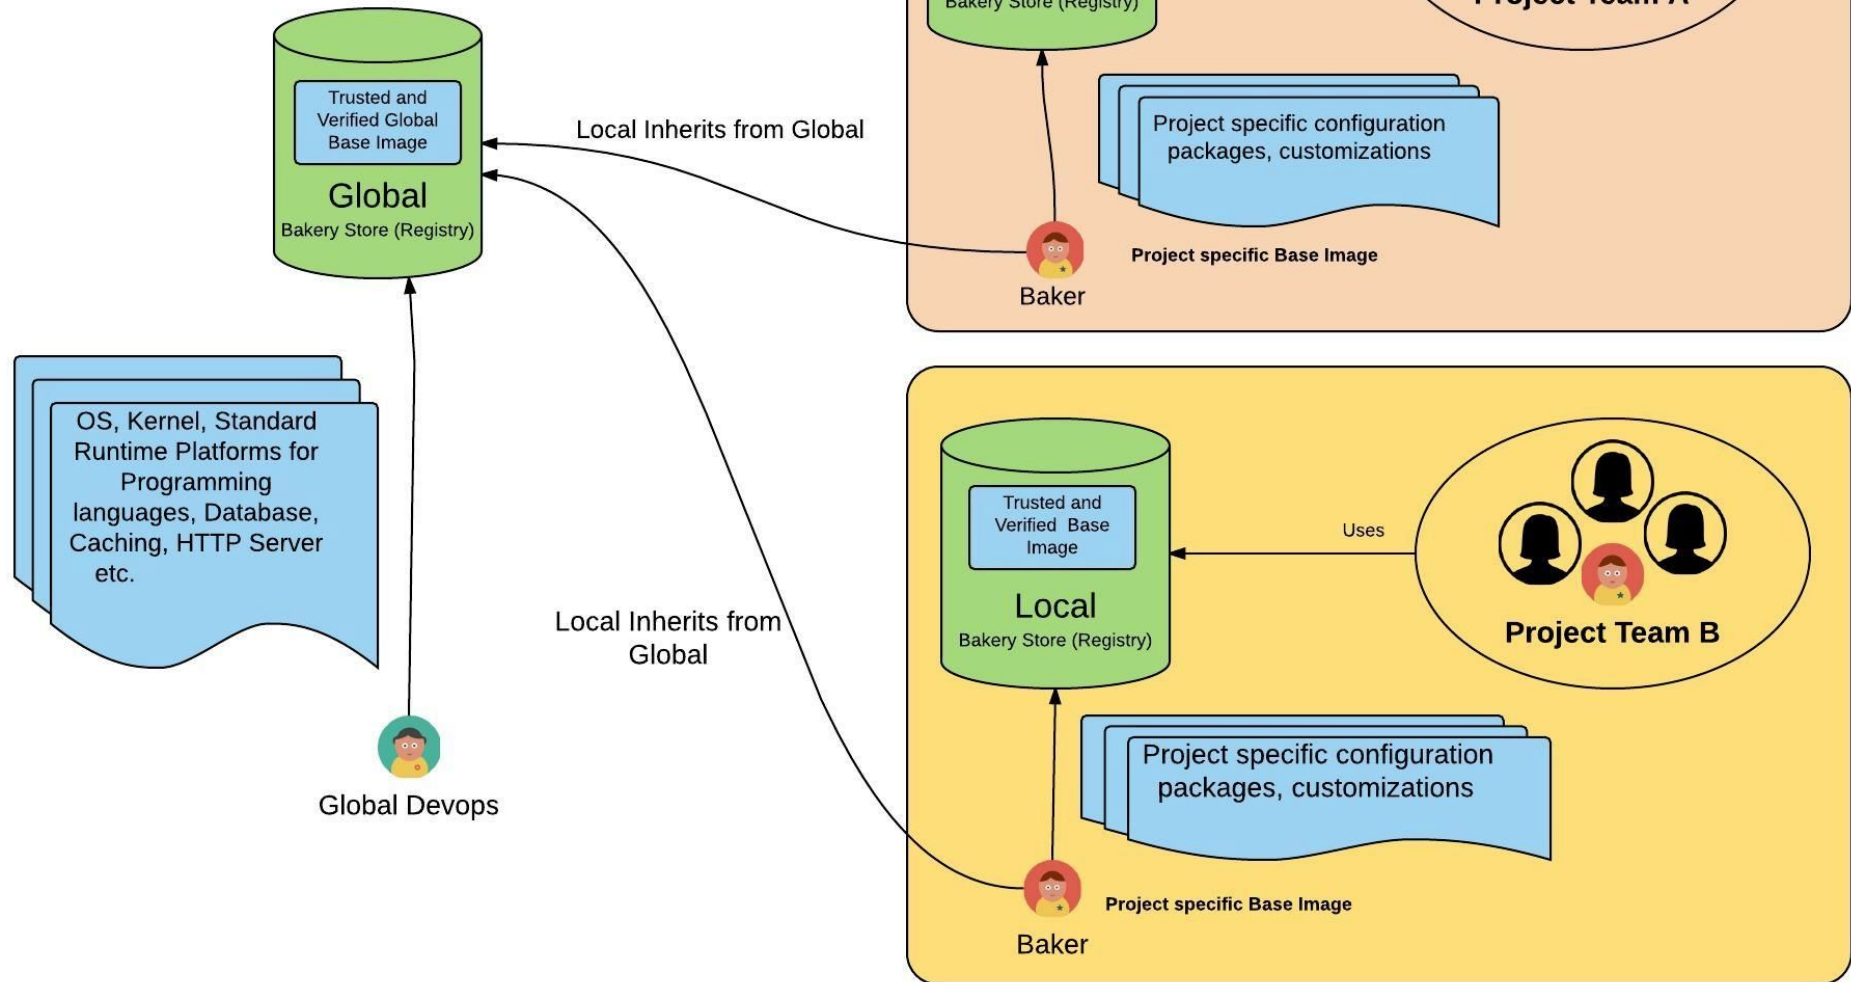 Bakery Store (Registry)
Project Team A
Trusted and
Verified Global
Base Image
Global
Bakery Store (Registry)
Local Inherits from Global
Project specific configuration
packages, customizations
Project specific Base Image
Baker
OS, Kernel, Standard
Runtime Platforms for
Programming
languages, Database,
Caching, HTTP Server
etc.
Global Devops
Local Inherits from
Global
Trusted and
Verified Base
Image
Local
Bakery Store (Registry)
Uses
Project Team B
Project specific configuration
packages, customizations
Project specific Base Image
Baker